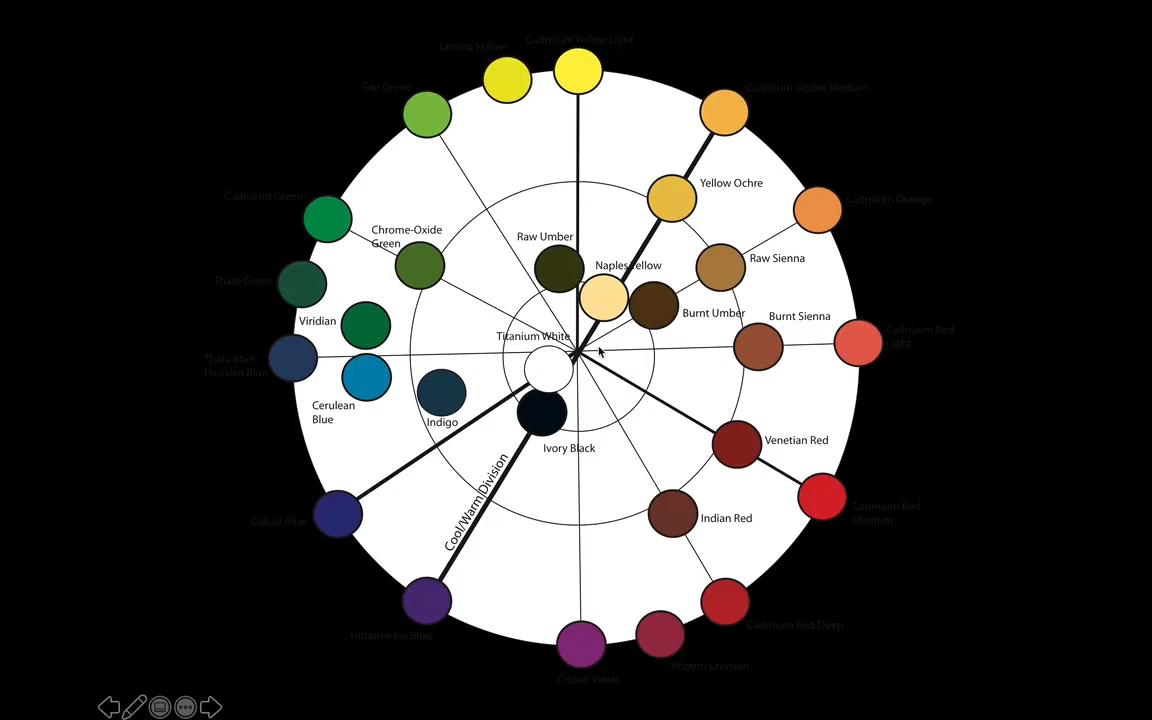 Cadmium Yellow Light
Lemon Yellow
Sap Green
Cadmium Yellow Medium
Yellow Ochre
Cadmium Green
Cadmium Orange
Chrome-Oxide
Green
Raw Umber
Naples Yellow
Raw Sienna
Thalo Green
Burnt Umber
Burnt Sienna
Viridian
Titanium White
Cadmium Red
Light
Thalo Blue
Prussian Blue
Cerulean
Blue
Indigo
Ivory Black
Venetian Red
Cool/Warm Division
Cadmium Red
Medium
Cobalt Blue
Indian Red
Ultramarine Blue
Cadmium Red Deep
Alizarin Crimson
Cobalt Violet